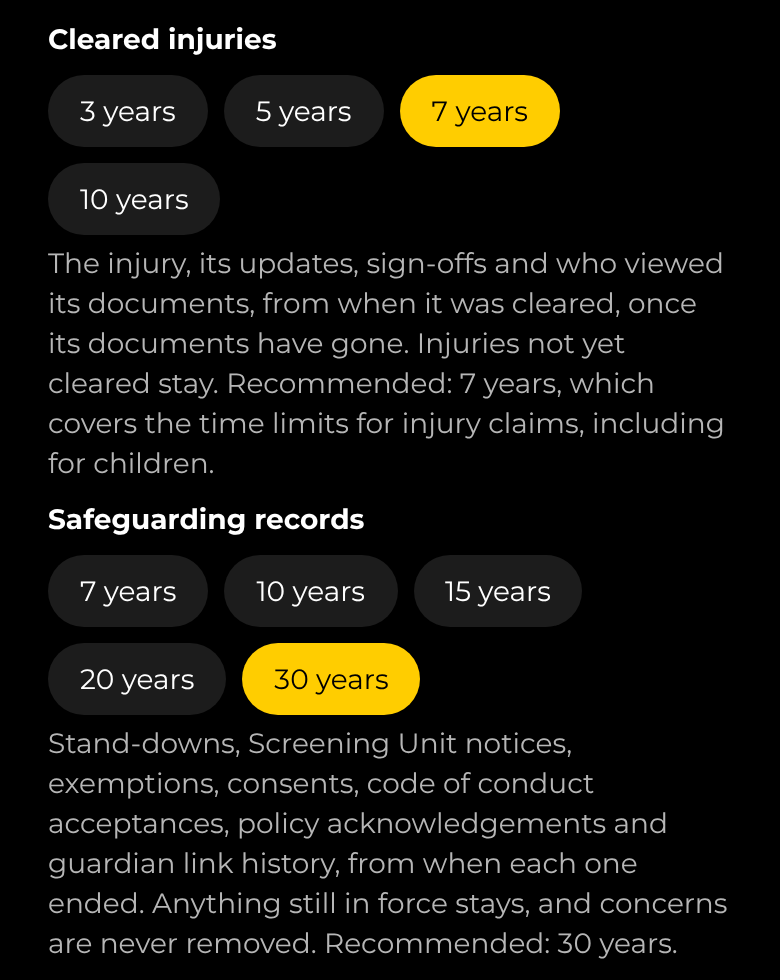 Cleared injuries
3 years 5 years 7 years
10 years
The injury, its updates, sign-offs and who viewed
its documents, from when it was cleared, once
its documents have gone. Injuries not yet
cleared stay. Recommended: 7 years, which
covers the time limits for injury claims, including
for children.
Safeguarding records
7 years 10 years 15 years
20 years 30 years
Stand-downs, Screening Unit notices,
exemptions, consents, code of conduct
acceptances, policy acknowledgements and
guardian link history, from when each one
ended. Anything still in force stays, and concerns
are never removed. Recommended: 30 years.